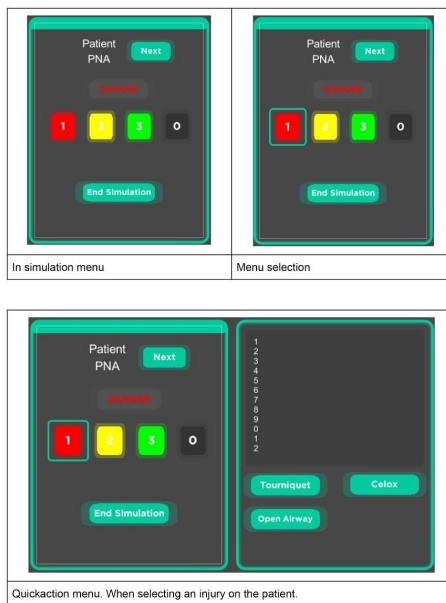 Patient
PNA
Next
1 2 3 0
End Simulation
Patient
PNA
Next
1 2 3 0
End Simulation
In simulation menu
Menu selection
Patient
PNA
Next
1 2 3 0
End Simulation
1
2
3
4
5
6
7
8
9
0
1
2
Tourniquet
Celox
Open Airway
Quickaction menu. When selecting an injury on the patient.